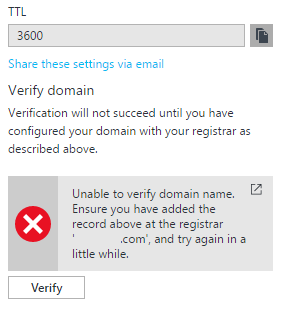 TTL
3600
Share these settings via email
Verify domain
Verification will not succeed until you have
configured your domain with your registrar as
described above.
Unable to verify domain name.
Ensure you have added the
record above at the registrar
' .com', and try again in a
little while.
Verify